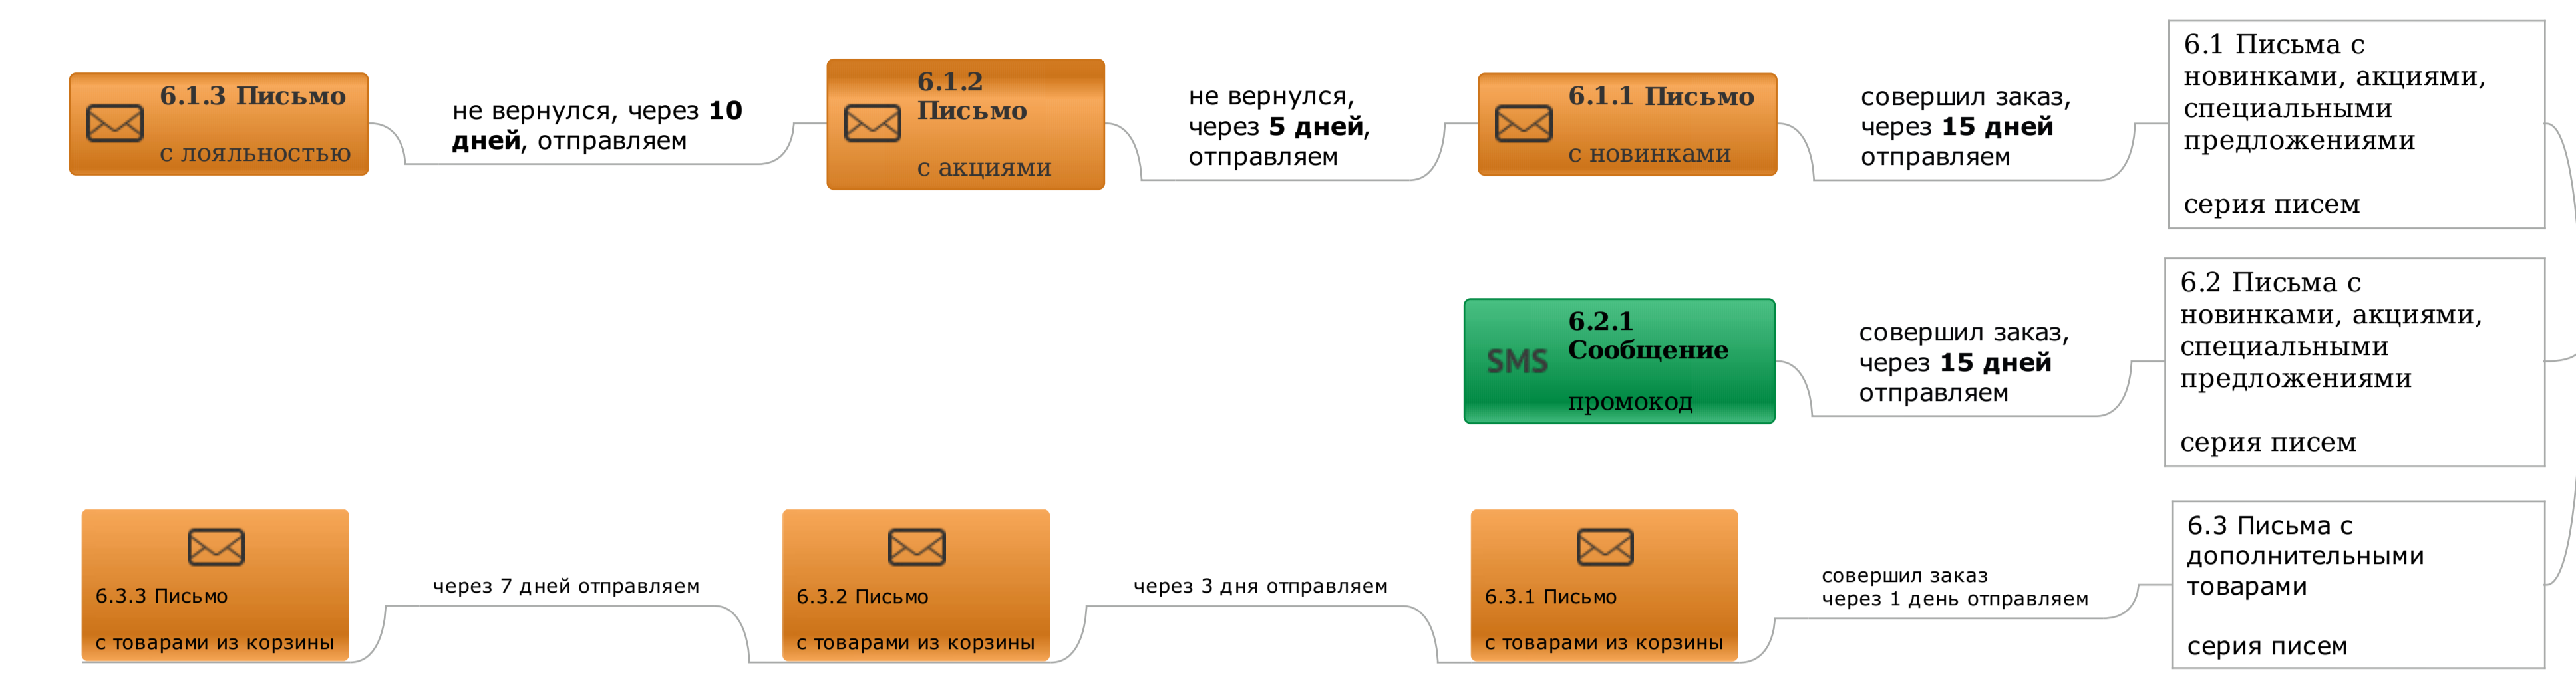 6.1.3 Письмо
с лояльностью
не вернулся, через 10
дней, отправляем
6.1.2
Письмо
с акциями
не вернулся,
через 5 дней,
отправляем
6.1.1 Письмо
с новинками
совершил заказ,
через 15 дней
отправляем
6.1 Письма с
новинками, акциями,
специальными
предложениями
серия писем
SMS
6.2.1
Сообщение
промокод
совершил заказ,
через 15 дней
отправляем
6.2 Письма с
новинками, акциями,
специальными
предложениями
серия писем
6.3.3 Письмо
с товарами из корзины
через 7 дней отправляем
6.3.2 Письмо
с товарами из корзины
через 3 дня отправляем
6.3.1 Письмо
с товарами из корзины
совершил заказ
через 1 день отправляем
6.3 Письма с
дополнительными
товарами
серия писем